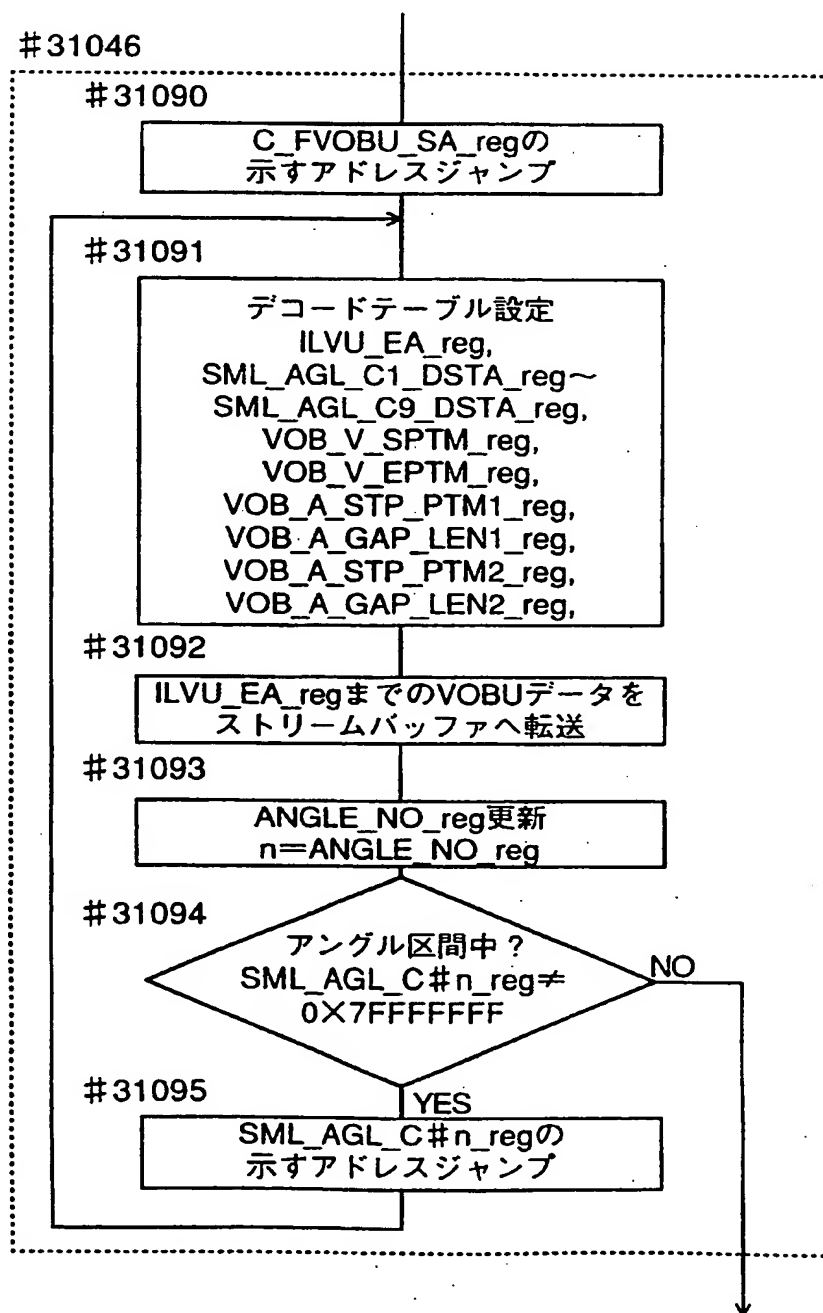 #31046
#31090
C_FVOBU_SA_regの
示すアドレスジャンプ
#31091
デコードテーブル設定
ILVU_EA_reg,
SML_AGL_C1_DSTA_reg～
SML_AGL_C9_DSTA_reg,
VOB_V_SPTM_reg,
VOB_V_EPTM_reg,
VOB_A_STP_PTM1_reg,
VOB_A_GAP_LEN1_reg,
VOB_A_STP_PTM2_reg,
VOB_A_GAP_LEN2_reg,
#31092
ILVU_EA_regまでのVOBUデータを
ストリームバッファへ転送
#31093
ANGLE_NO_reg更新
n=ANGLE_NO_reg
#31094
アングル区間中?
SML_AGL_C#n_reg≠
0×7FFFFFFF
NO
#31095
YES
SML_AGL_C#n_regの
示すアドレスジャンプ